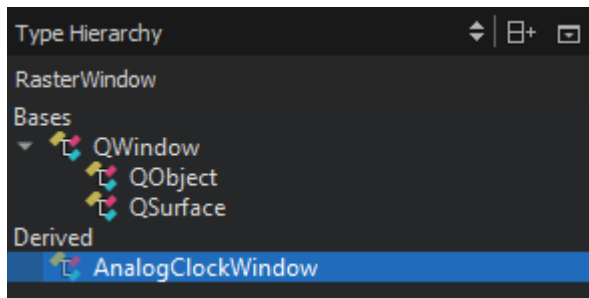 Type Hierarchy
RasterWindow
Bases
QWindow
QObject
QSurface
Derived
AnalogClockWindow